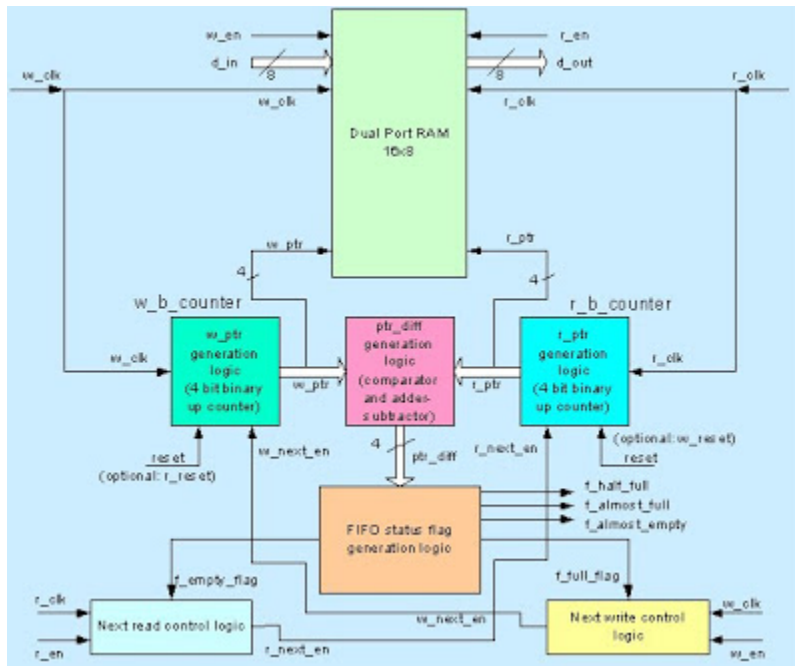 w_en
r_en
d_in
8
8
d_out
w_clk
r_clk
w_clk
r_clk
Dual Port RAM
16x8
w_ptr
r_ptr
4
4
w_b_counter
r_b_counter
w_ptr
generation
logic
(4 bit binary
up counter)
ptr_diff
generation
logic
(comparator
and adder-
subtractor)
r_ptr
generation
logic
(4 bit binary
up counter)
w_clk
r_clk
w_ptr
r_ptr
reset
(optional: r_reset)
w_next_en
4
ptr_diff
r_next_en
(optional: w_reset)
reset
FIFO status flag
generation logic
f_half_full
f_almost_full
f_almost_empty
f_empty_flag
f_full_flag
r_clk
r_en
Next read control logic
r_next_en
w_next_en
Next write control
logic
w_clk
w_en